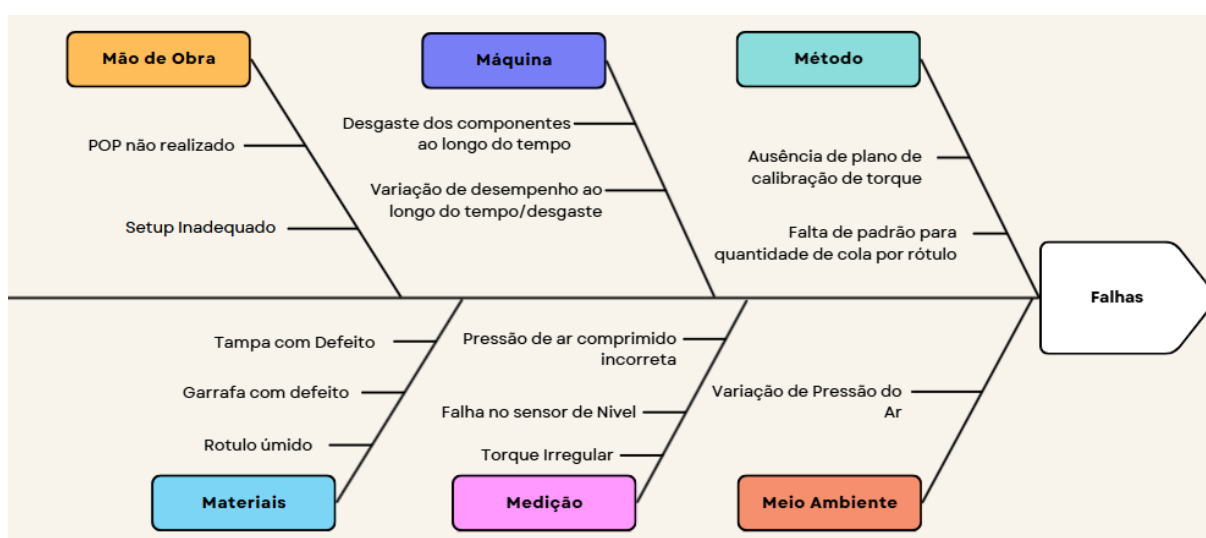 Mão de Obra
Máquina
Método
Desgaste dos componentes
ao longo do tempo
POP não realizado
Ausência de plano de
calibração de torque
Variação de desempenho ao
longo do tempo/desgaste
Setup Inadequado
Falta de padrão para
quantidade de cola por rótulo
Falhas
Tampa com Defeito
Pressão de ar comprimido
incorreta
Garrafa com defeito
Variação de Pressão do
Ar
Falha no sensor de Nivel
Rotulo úmido
Torque Irregular
Materiais
Medição
Meio Ambiente